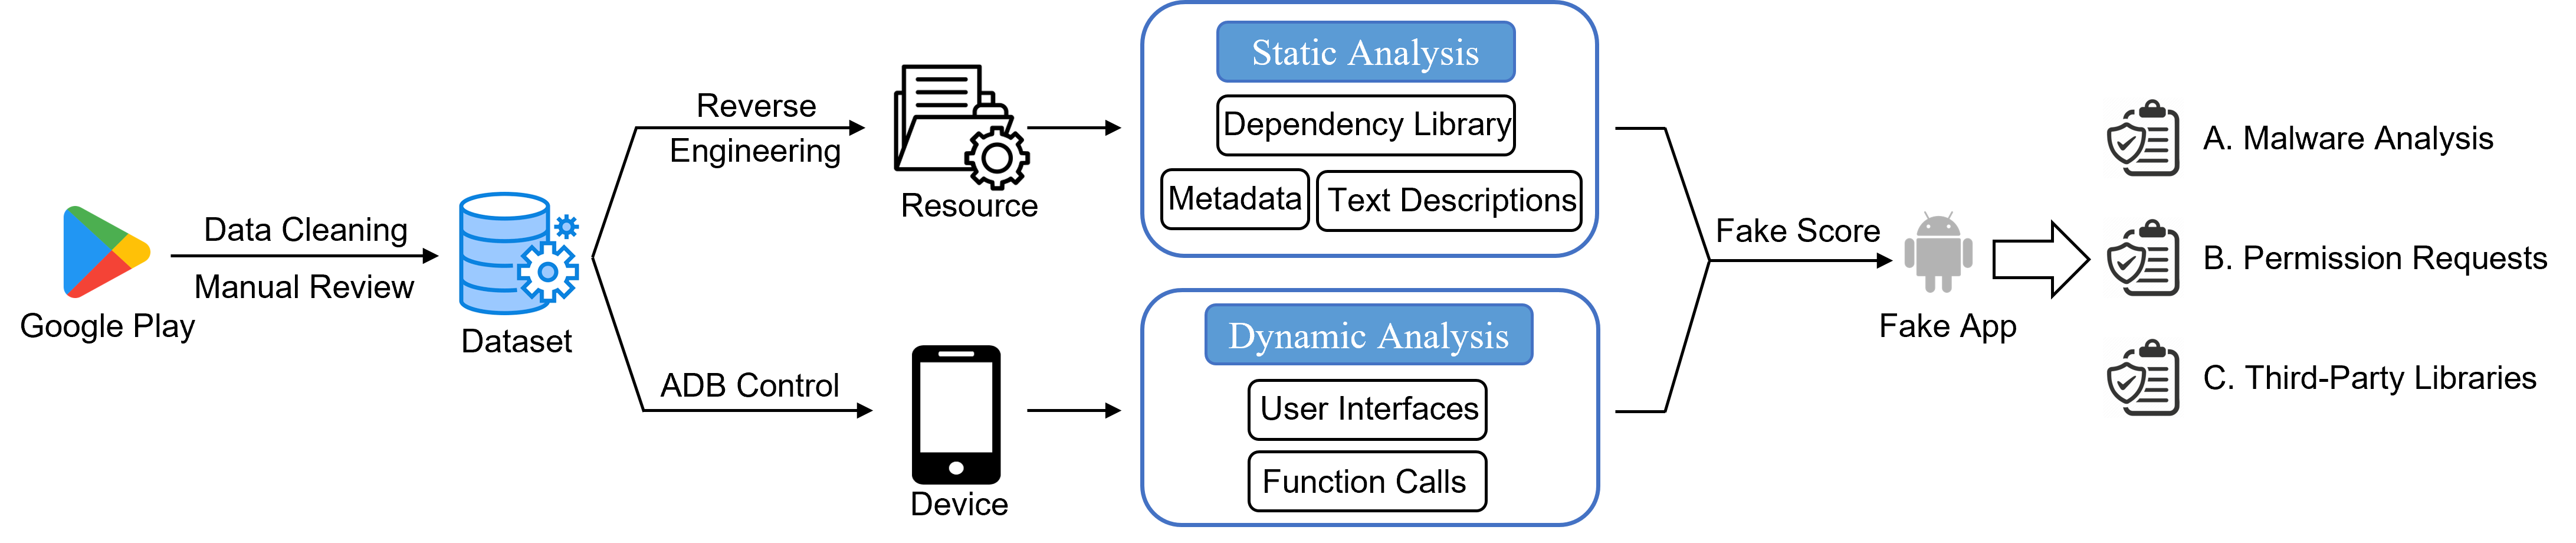 Google Play
Data Cleaning
Manual Review
Dataset
Reverse
Engineering
Resource
ADB Control
Device
Static Analysis
Dependency Library
Metadata
Text Descriptions
Dynamic Analysis
User Interfaces
Function Calls
Fake Score
Fake App
A. Malware Analysis
B. Permission Requests
C. Third-Party Libraries